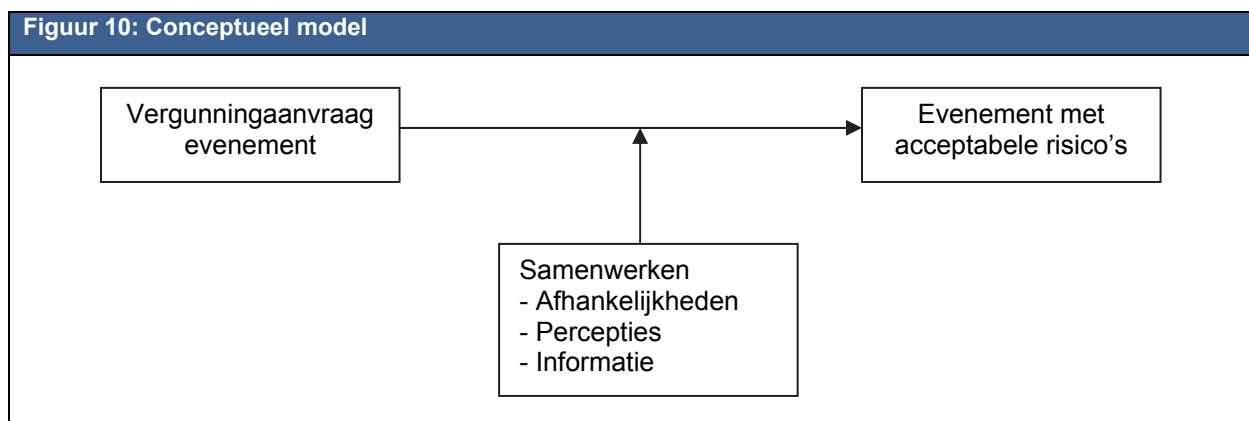 Figuur 10: Conceptueel model
Vergunningaanvraag
evenement
Evenement met
acceptabele risico’s
Samenwerken
- Afhankelijkheden
- Percepties
- Informatie